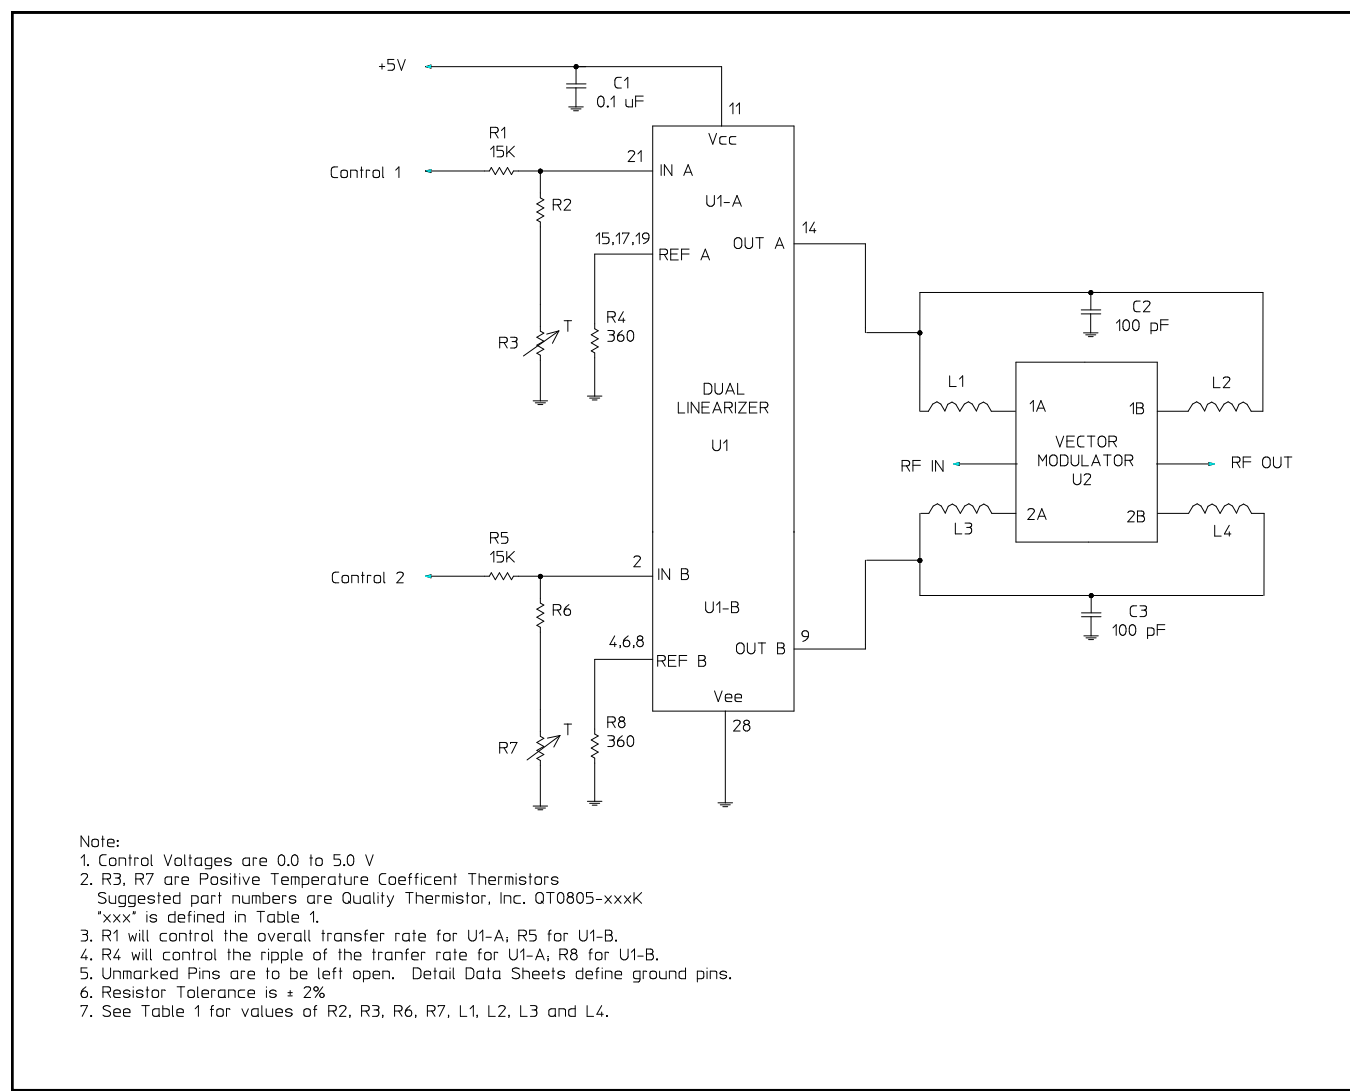 +5V
C1
0.1 uF
11
Vcc
R1
15K
Control 1
21
IN A
U1-A
R2
15,17,19
REF A
OUT A
14
R3
T
R4
360
C2
100 pF
DUAL
LINEARIZER
U1
L1
L2
1A
1B
VECTOR
MODULATOR
U2
RF IN
RF OUT
2A
2B
L3
L4
R5
15K
Control 2
2
IN B
U1-B
R6
4,6,8
REF B
OUT B
9
C3
100 pF
Vee
28
R7
T
R8
360
Note:
1. Control Voltages are 0.0 to 5.0 V
2. R3, R7 are Positive Temperature Coefficent Thermistors
Suggested part numbers are Quality Thermistor, Inc. QT0805-xxxK
"xxx" is defined in Table 1.
3. R1 will control the overall transfer rate for U1-A; R5 for U1-B.
4. R4 will control the ripple of the tranfer rate for U1-A; R8 for U1-B.
5. Unmarked Pins are to be left open. Detail Data Sheets define ground pins.
6. Resistor Tolerance is ± 2%
7. See Table 1 for values of R2, R3, R6, R7, L1, L2, L3 and L4.